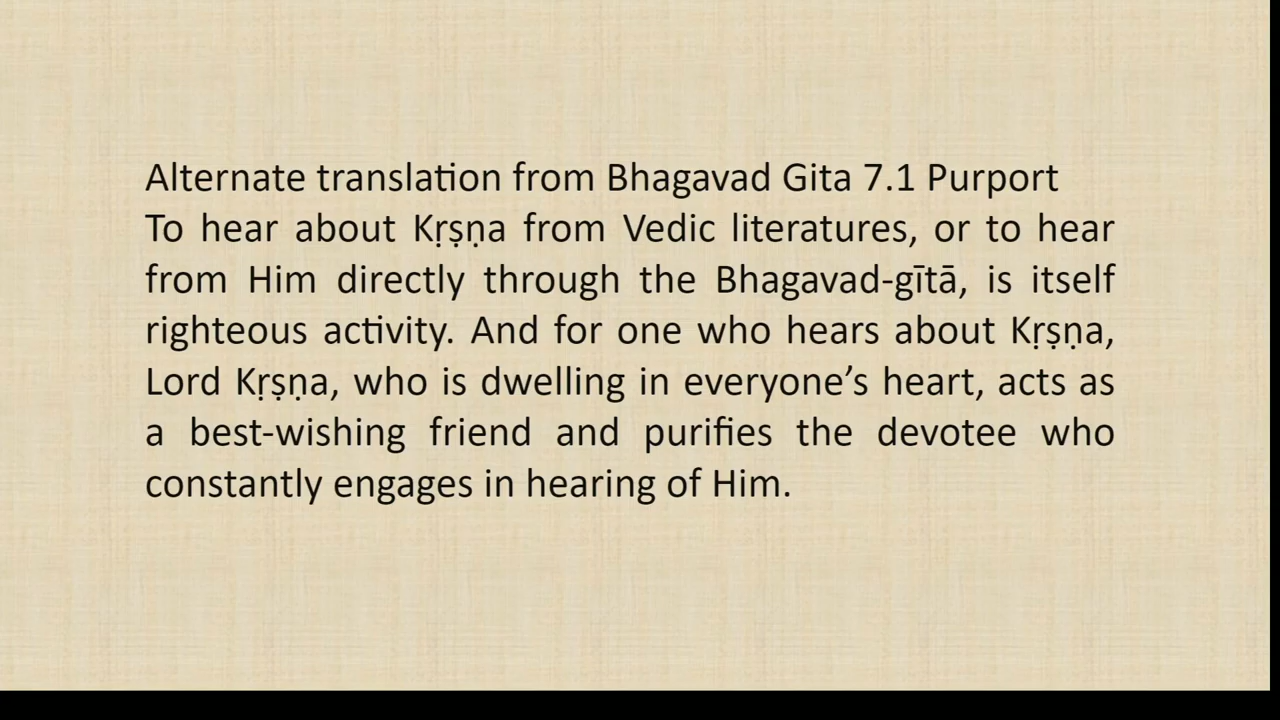 Alternate translation from Bhagavad Gita 7.1 Purport
To hear about Kṛṣṇa from Vedic literatures, or to hear
from Him directly through the Bhagavad-gītā, is itself
righteous activity. And for one who hears about Kṛṣṇa,
Lord Kṛṣṇa, who is dwelling in everyone’s heart, acts as
a best-wishing friend and purifies the devotee who
constantly engages in hearing of Him.